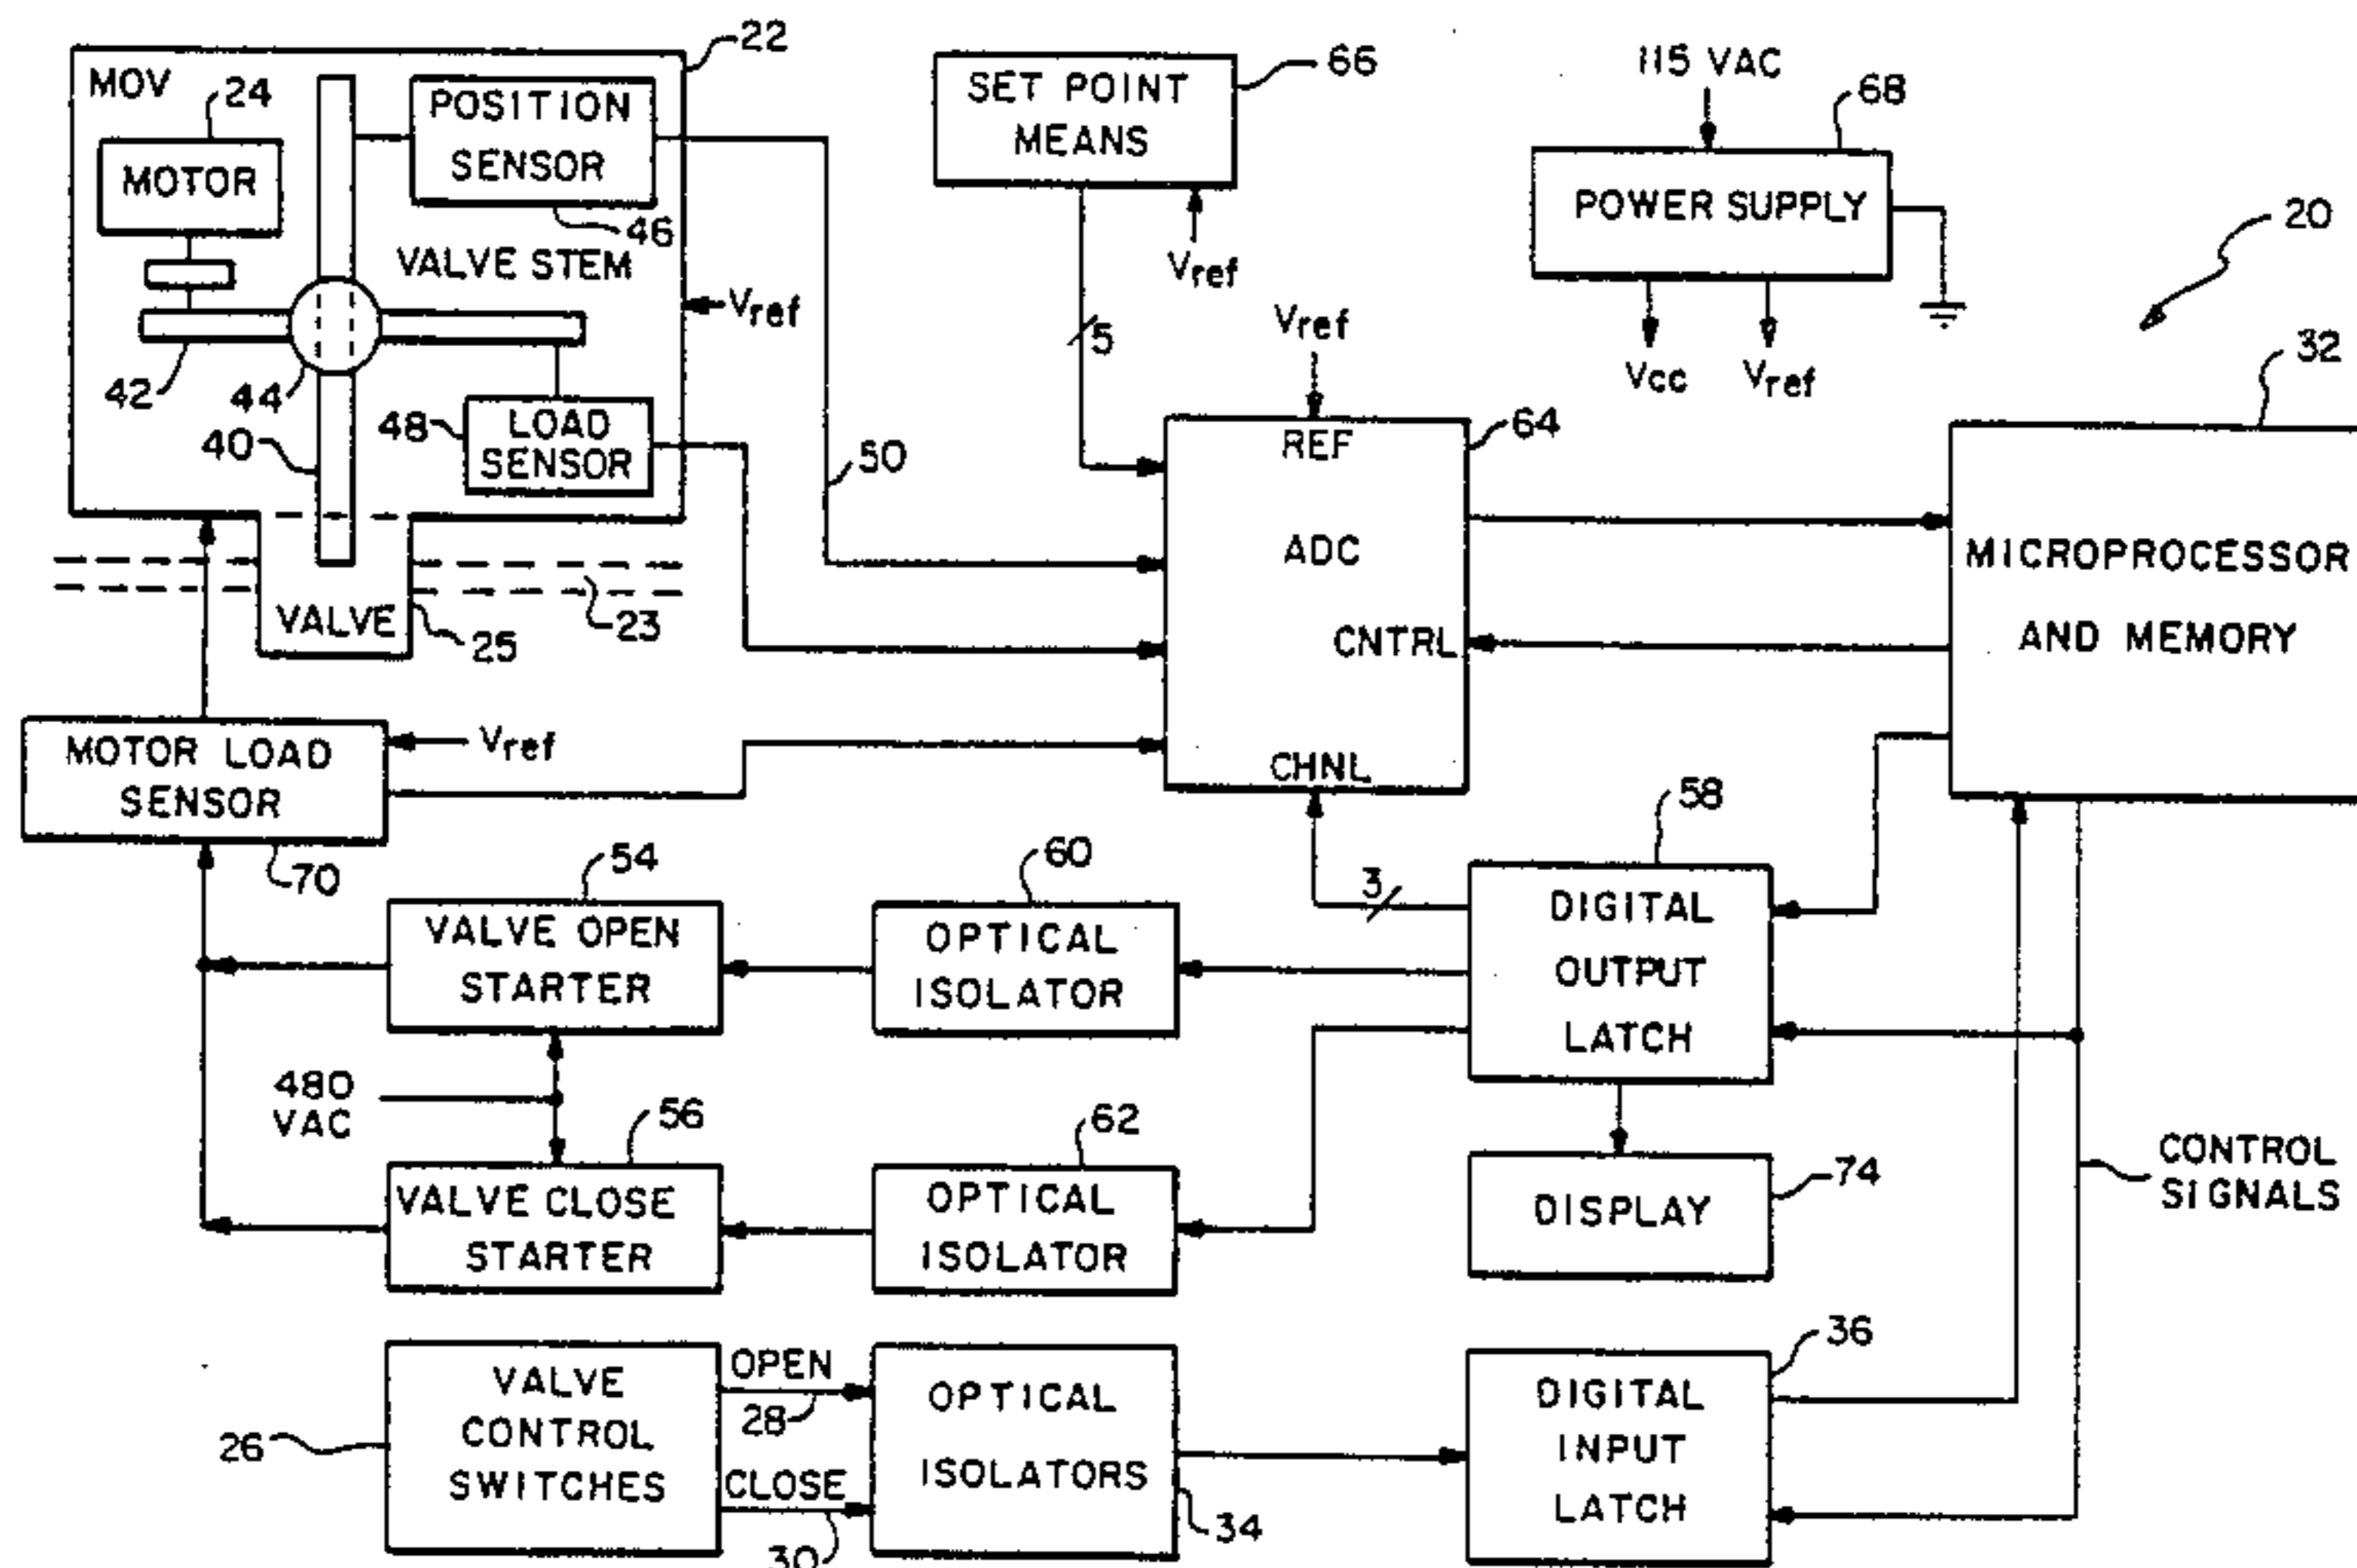 MOV
24
MOTOR
POSITION
SENSOR
46
22
VALVE STEM
Vref
42
44
40
48
LOAD
SENSOR
50
VALVE
25
23
SET POINT
MEANS
66
Vref
5
115 VAC
68
POWER SUPPLY
Vcc
Vref
20
32
Vref
REF
64
ADC
CNTRL
CHNL
MICROPROCESSOR
AND MEMORY
MOTOR LOAD
SENSOR
Vref
70
54
VALVE OPEN
STARTER
60
OPTICAL
ISOLATOR
3
58
DIGITAL
OUTPUT
LATCH
480
VAC
56
VALVE CLOSE
STARTER
62
OPTICAL
ISOLATOR
DISPLAY
74
CONTROL
SIGNALS
26
VALVE
CONTROL
SWITCHES
OPEN
28
CLOSE
30
OPTICAL
ISOLATORS
34
DIGITAL
INPUT
LATCH
36